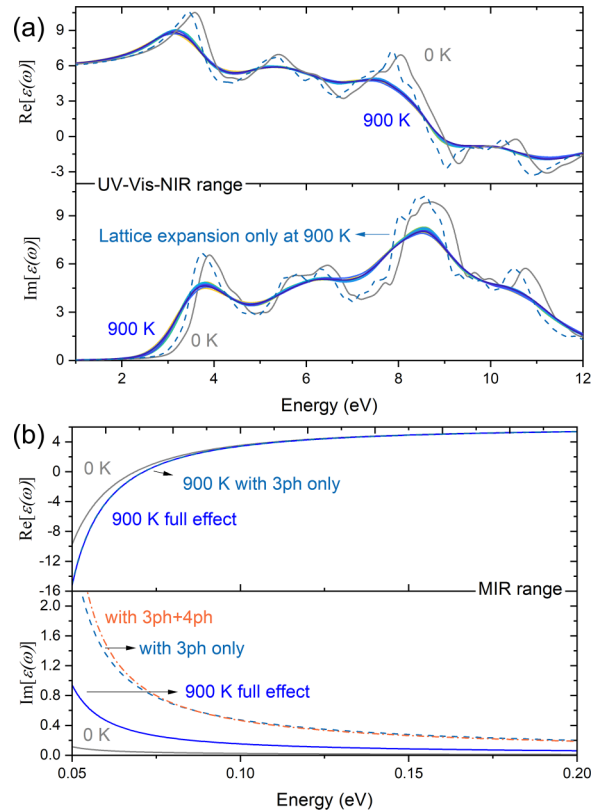 (a)
9
6
3
0
-3
Re[ε(ω)]
0 K
900 K
UV-Vis-NIR range
9
6
3
0
Im[ε(ω)]
Lattice expansion only at 900 K
900 K
0 K
2 4 6 8 10 12
Energy (eV)
(b)
4
0
-4
-8
-12
-16
Re[ε(ω)]
0 K
900 K with 3ph only
900 K full effect
MIR range
2.0
1.6
1.2
0.8
0.4
0.0
Im[ε(ω)]
with 3ph+4ph
with 3ph only
900 K full effect
0 K
0.05 0.10 0.15 0.20
Energy (eV)